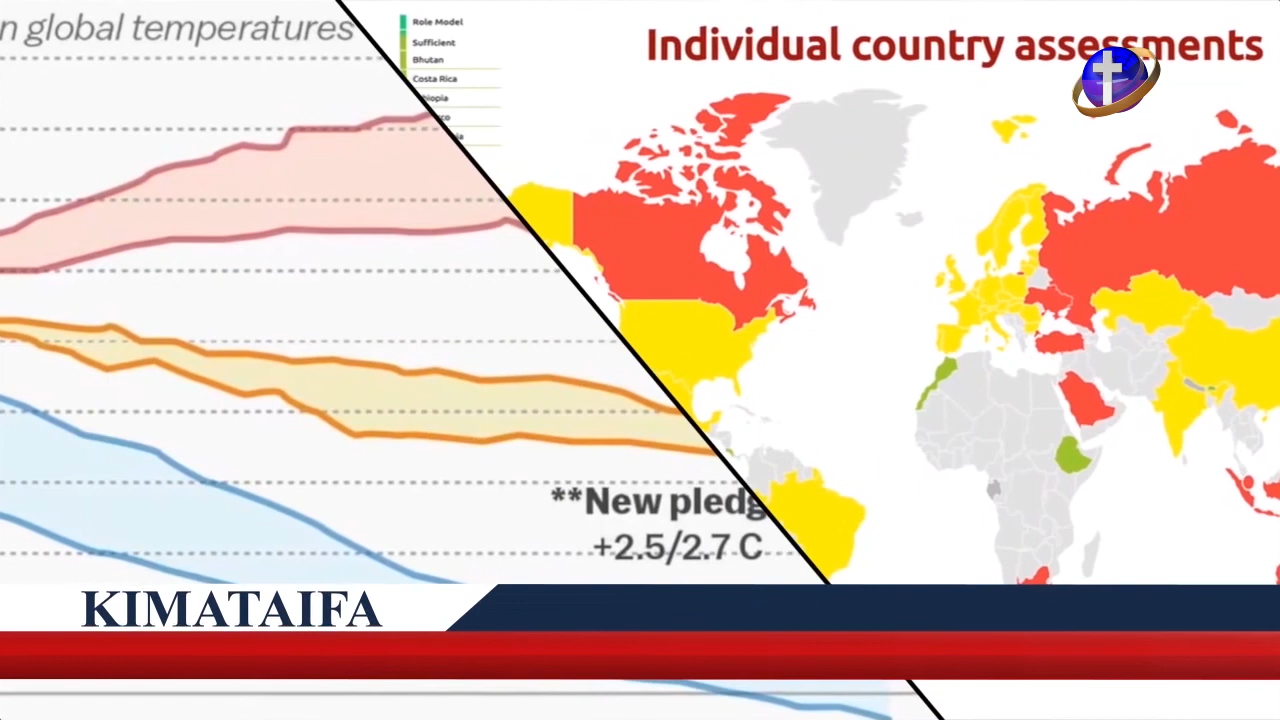 n global temperatures
Role Model
Sufficient
Bhutan
Costa Rica
Individual country assessments
**New pledg
+2.5/2.7 C
KIMATAIFA